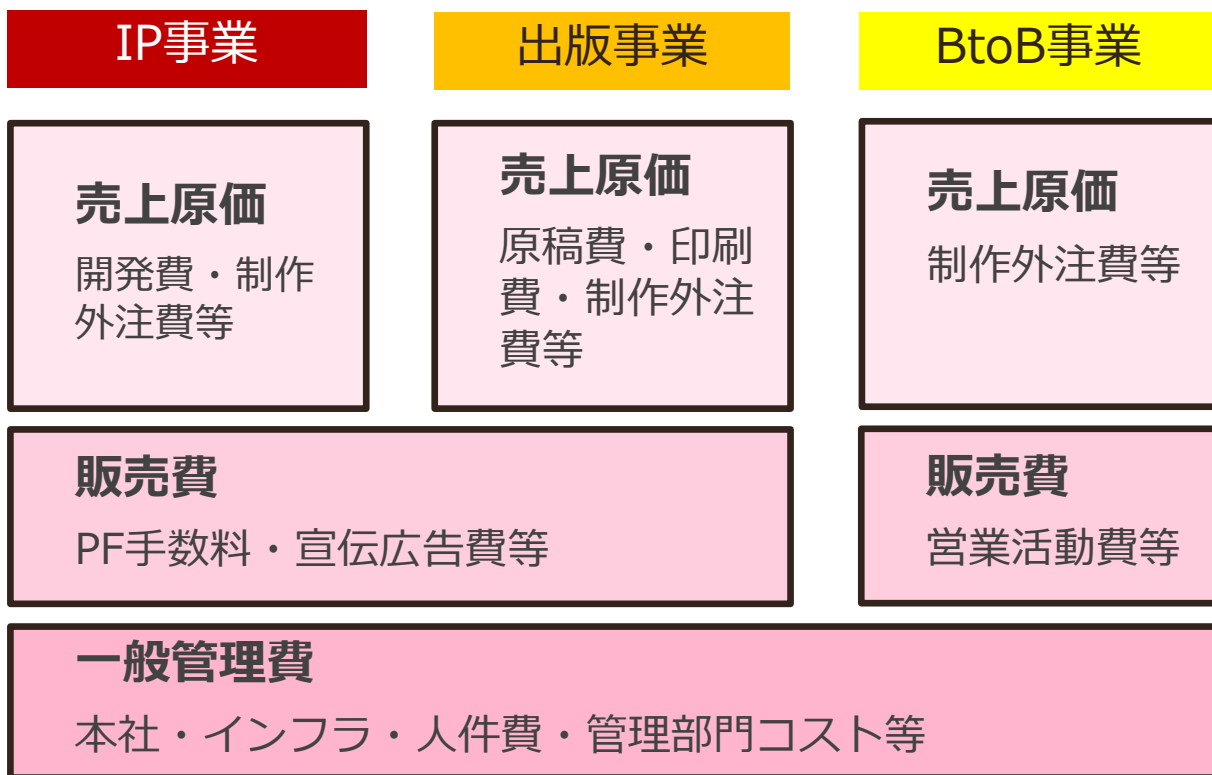 IP事業
出版事業
BtoB事業
売上原価
開発費・制作
外注費等
売上原価
原稿費・印刷
費・制作外注
費等
売上原価
制作外注費等
販売費
PF手数料・宣伝広告費等
販売費
営業活動費等
一般管理費
本社・インフラ・人件費・管理部門コスト等